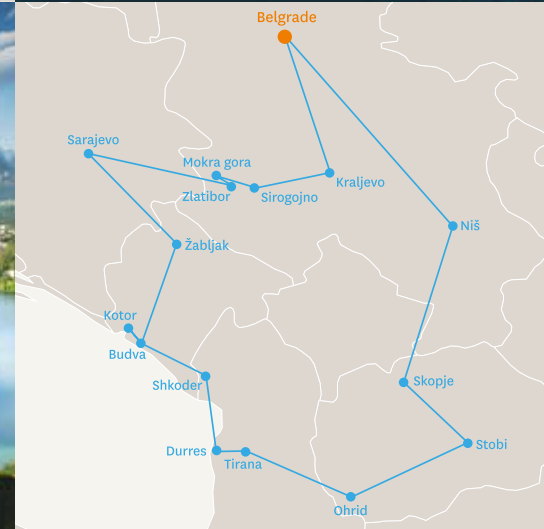 Belgrade
Sarajevo
Mokra gora
Zlatibor
Sirogojno
Kraljevo
Niš
Žabljak
Kotor
Budva
Shkoder
Skopje
Durres
Tirana
Stobi
Ohrid